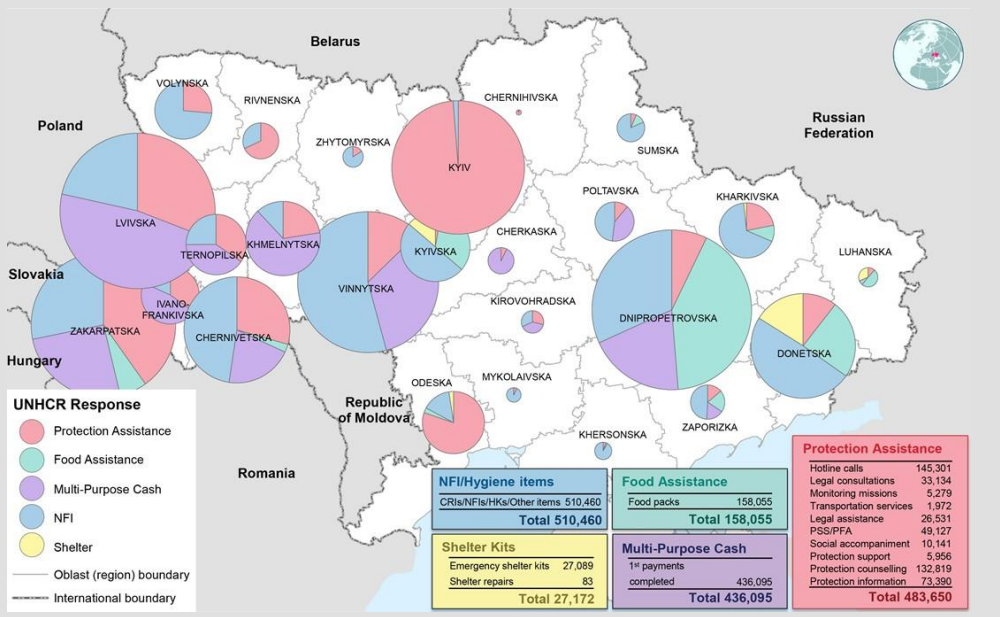 Belarus
VOLYNSKA
RIVNENSKA
CHERNIHIVSKA
Poland
Russian
Federation
ZHYTOMYRSKA
SUMSKA
KYIV
POLTAVSKA
KHARKIVSKA
LVIVSKA
KHMELNYTSKA
CHERKASKA
TERNOPILSKA
KYIVSKA
LUHANSKA
Slovakia
VINNYTSKA
IVANO-
FRANKIVSKA
KIROVOHRADSKA
DNIPROPETROVSKA
ZAKARPATSKA
CHERNIVETSKA
DONETSKA
Hungary
ODESKA
MYKOLAIVSKA
Republic
of Moldova
ZAPORIZKA
KHERSONSKA
Romania
UNHCR Response
Protection Assistance
Food Assistance
Multi-Purpose Cash
NFI
Shelter
Oblast (region) boundary
International boundary
NFI/Hygiene items
CRIs/NFIs/HKs/Other items 510,460
Total 510,460
Food Assistance
Food packs 158,055
Total 158,055
Shelter Kits
Emergency shelter kits 27,089
Shelter repairs 83
Total 27,172
Multi-Purpose Cash
1st payments
completed 436,095
Total 436,095
Protection Assistance
Hotline calls 145,301
Legal consultations 33,134
Monitoring missions 5,279
Transportation services 1,972
Legal assistance 26,531
PSS/PFA 49,127
Social accompaniment 10,141
Protection support 5,956
Protection counselling 132,819
Protection information 73,390
Total 483,650